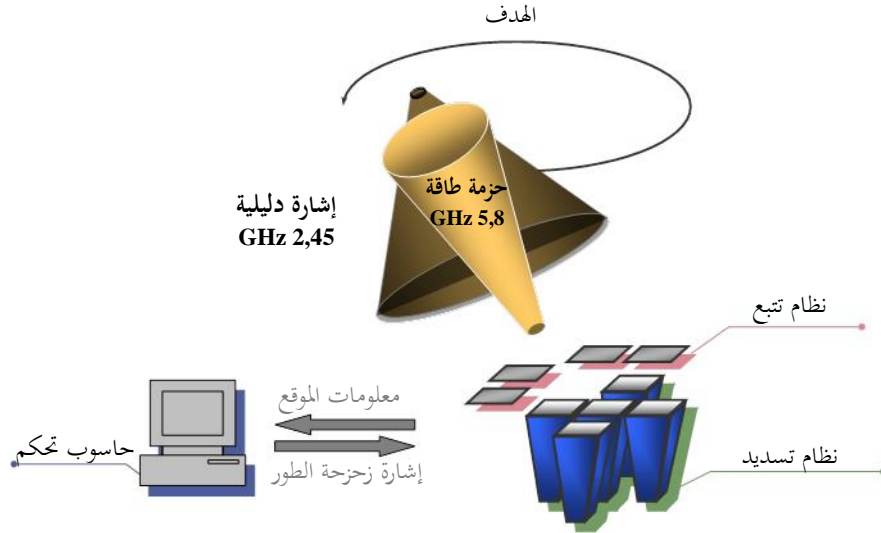 الهدف
حزمة طاقة
GHz 5,8
إشارة دليلية
GHz 2,45
نظام تتبع
معلومات الموقع
حاسوب تحكم
إشارة زحزحة الطور
نظام تسديد